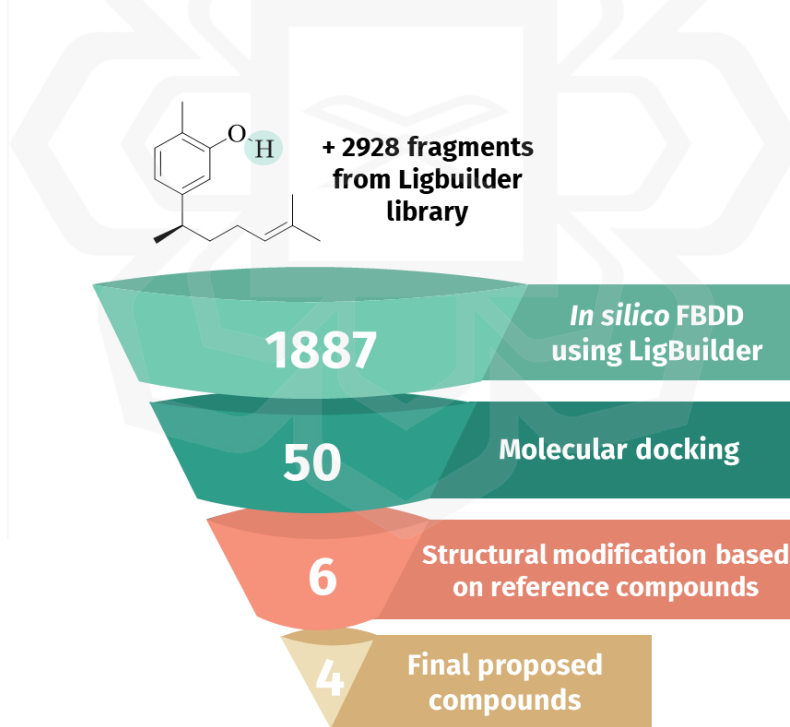 O
H
+ 2928 fragments
from Ligbuilder
library
1887
In silico FBDD
using LigBuilder
50
Molecular docking
6
Structural modification based
on reference compounds
4
Final proposed
compounds